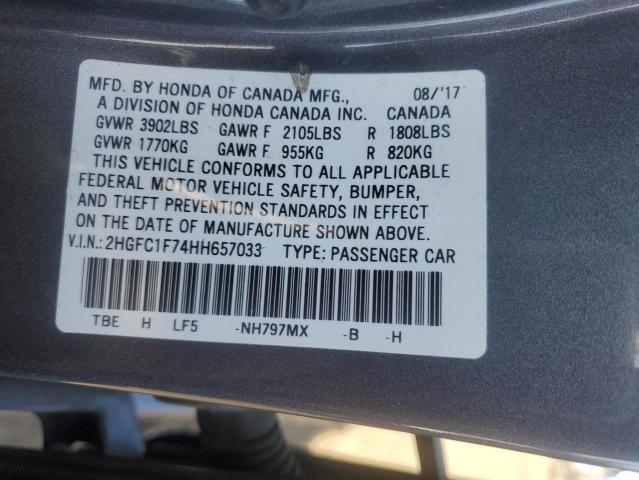 MFD. BY HONDA OF CANADA MFG., 08/'17
A DIVISION OF HONDA CANADA INC. CANADA
GVWR 3902LBS GAWR F 2105LBS R 1808LBS
GVWR 1770KG GAWR F. 955KG R 820KG
THIS VEHICLE CONFORMS TO ALL APPLICABLE
FEDERAL MOTOR VEHICLE SAFETY, BUMPER,
AND THEFT PREVENTION STANDARDS IN EFFECT
ON THE DATE OF MANUFACTURE SHOWN ABOVE.
V.I.N.: 2HGFC1F74HH657033 TYPE: PASSENGER CAR
TBE H LF5 -NH797MX -B -H